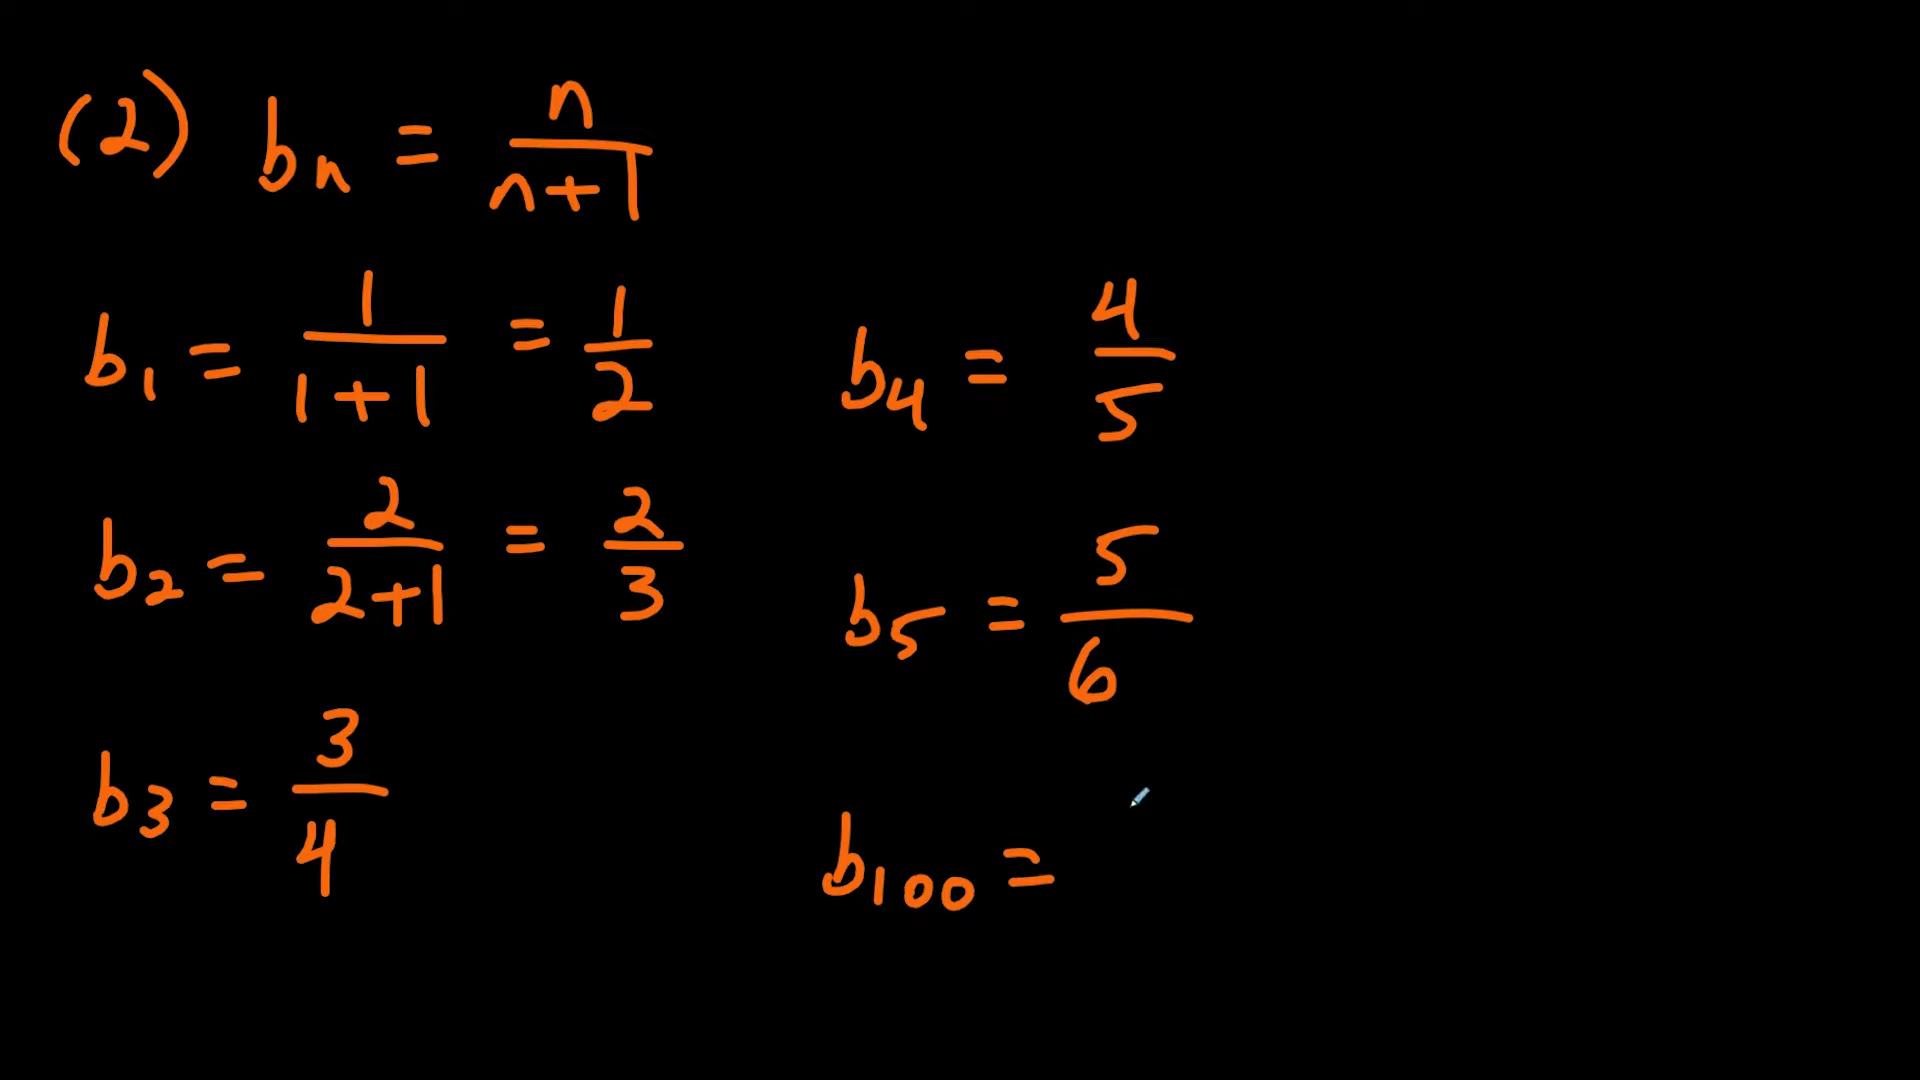 (2) bₙ = n/(n+1)
b₁ = 1/(1+1) = 1/2
b₂ = 2/(2+1) = 2/3
b₃ = 3/4
b₄ = 4/5
b₅ = 5/6
b₁₀₀ =